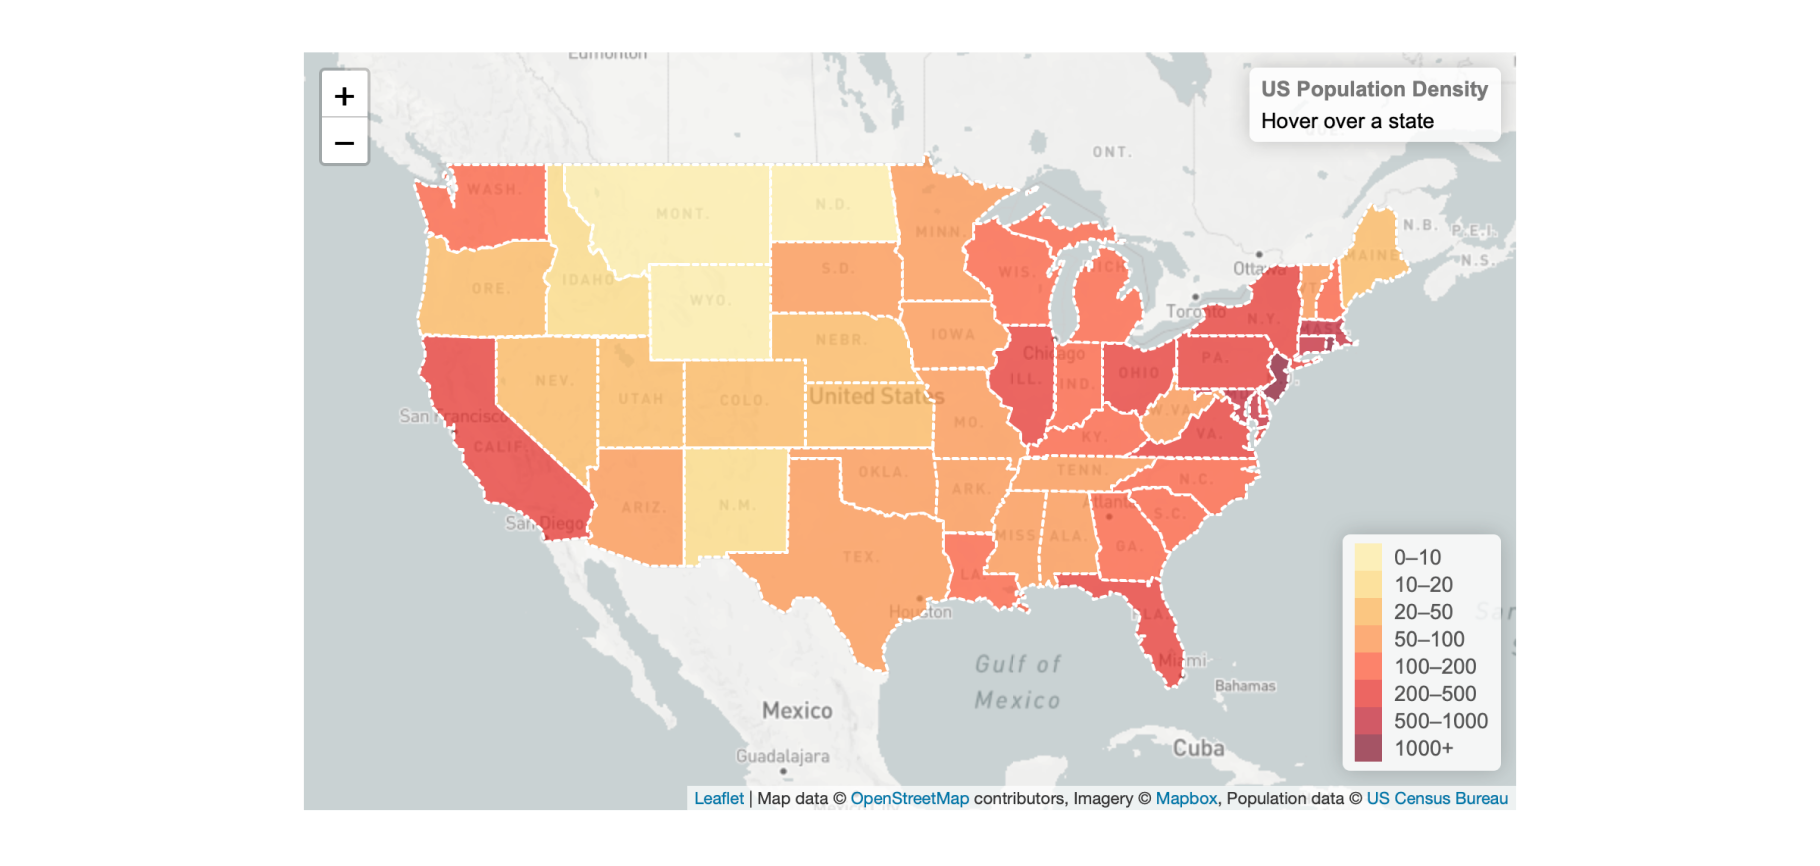 Edmonton
+
−
US Population Density
Hover over a state
ONT.
WASH.
MONT.
N.D.
MINN.
N.B.
P.E.I.
N.S.
MAINE
Ottawa
ORE.
IDAHO
WYO.
S.D.
WIS.
Toronto
N.Y.
NEBR.
IOWA
Chicago
MASS.
PA.
OHIO
ILL.
IND.
NEV.
UTAH
COLO.
United States
MO.
W.VA.
VA.
KY.
San Francisco
CALIF.
OKLA.
ARK.
TENN.
N.C.
ARIZ.
N.M.
Atlanta
S.C.
San Diego
MISS.
ALA.
GA.
TEX.
LA.
Houston
FLA.
Miami
Bahamas
Gulf of
Mexico
Mexico
Guadalajara
Cuba
0–10
10–20
20–50
50–100
100–200
200–500
500–1000
1000+
Leaflet | Map data © OpenStreetMap contributors, Imagery © Mapbox, Population data © US Census Bureau